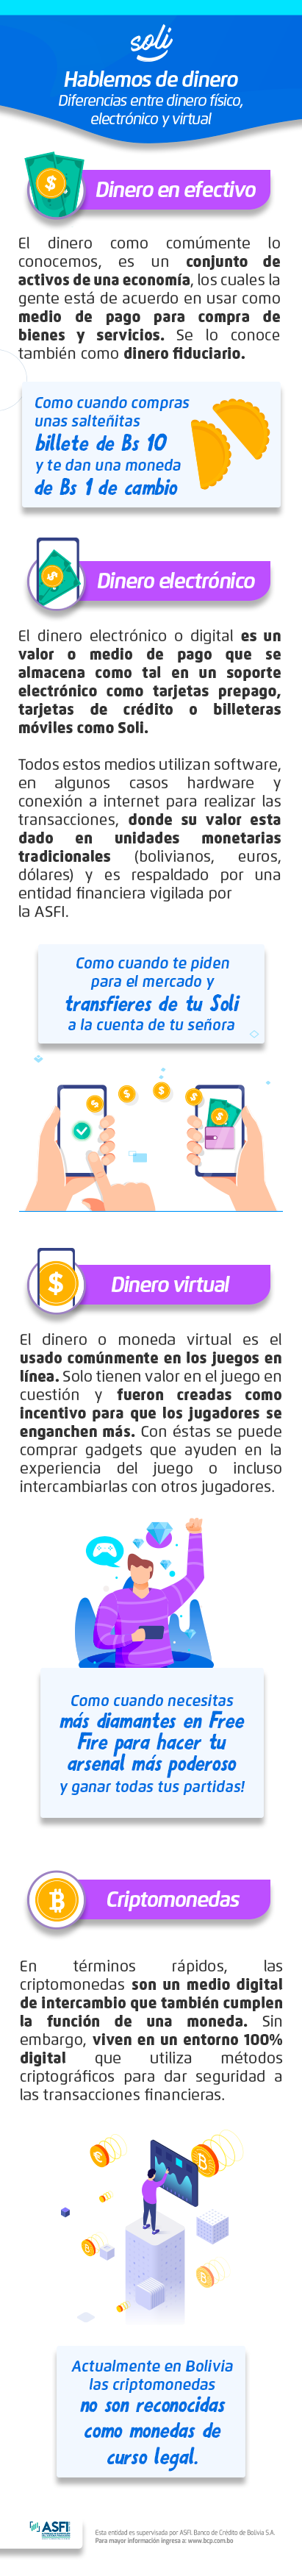 soli
Hablemos de dinero
Diferencias entre dinero físico,
electrónico y virtual
Dinero en efectivo
El dinero como comúmente lo
conocemos, es un conjunto de
activos de una economía, los cuales la
gente está de acuerdo en usar como
medio de pago para compra de
bienes y servicios. Se lo conoce
también como dinero fiduciario.
Como cuando compras
unas salteñitas
billete de Bs 10
y te dan una moneda
de Bs 1 de cambio
Dinero electrónico
El dinero electrónico o digital es un
valor o medio de pago que se
almacena como tal en un soporte
electrónico como tarjetas prepago,
tarjetas de crédito o billeteras
móviles como Soli.
Todos estos medios utilizan software,
en algunos casos hardware y
conexión a internet para realizar las
transacciones, donde su valor esta
dado en unidades monetarias
tradicionales (bolivianos, euros,
dólares) y es respaldado por una
entidad financiera vigilada por
la ASFI.
Como cuando te piden
para el mercado y
transfieres de tu Soli
a la cuenta de tu señora
Dinero virtual
El dinero o moneda virtual es el
usado comúnmente en los juegos en
línea. Solo tienen valor en el juego en
cuestión y fueron creadas como
incentivo para que los jugadores se
enganchen más. Con éstas se puede
comprar gadgets que ayuden en la
experiencia del juego o incluso
intercambiarlas con otros jugadores.
Como cuando necesitas
más diamantes en Free
Fire para hacer tu
arsenal más poderoso
y ganar todas tus partidas!
Criptomonedas
En términos rápidos, las
criptomonedas son un medio digital
de intercambio que también cumplen
la función de una moneda. Sin
embargo, viven en un entorno 100%
digital que utiliza métodos
criptográficos para dar seguridad a
las transacciones financieras.
Actualmente en Bolivia
las criptomonedas
no son reconocidas
como monedas de
curso legal.
ASFI
Esta entidad es supervisada por ASFI. Banco de Crédito de Bolivia S.A.
Para mayor información ingresa a: www.bcp.com.bo